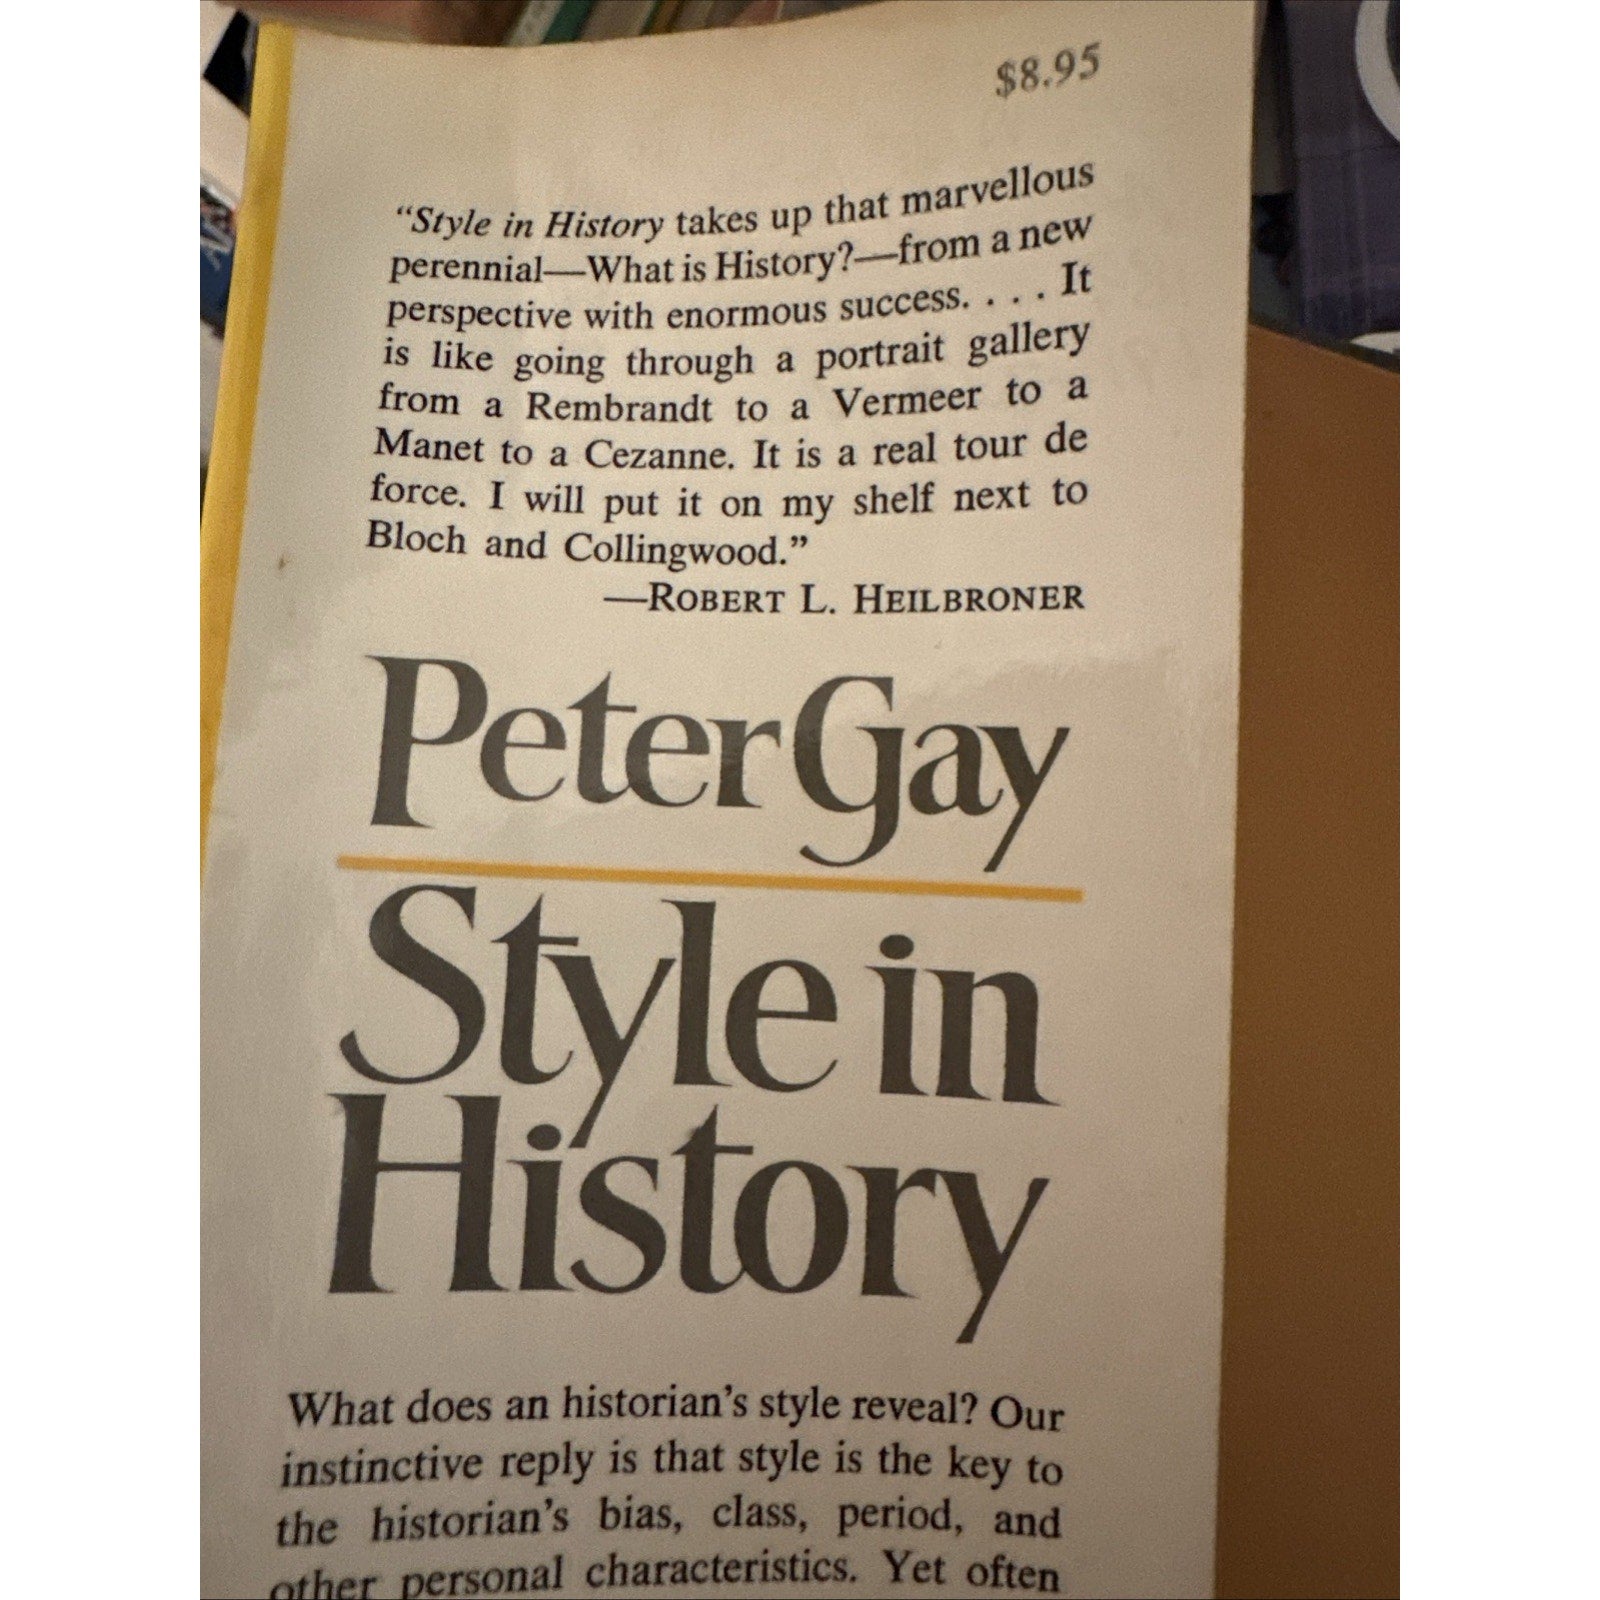 $8.95
“Style in History takes up that marvellous
perennial—What is History?—from a new
perspective with enormous success. . . . It
is like going through a portrait gallery
from a Rembrandt to a Vermeer to a
Manet to a Cezanne. It is a real tour de
force. I will put it on my shelf next to
Bloch and Collingwood.”
—ROBERT L. HEILBRONER
Peter Gay
Style in
History
What does an historian’s style reveal? Our
instinctive reply is that style is the key to
the historian’s bias, class, period, and
other personal characteristics. Yet often